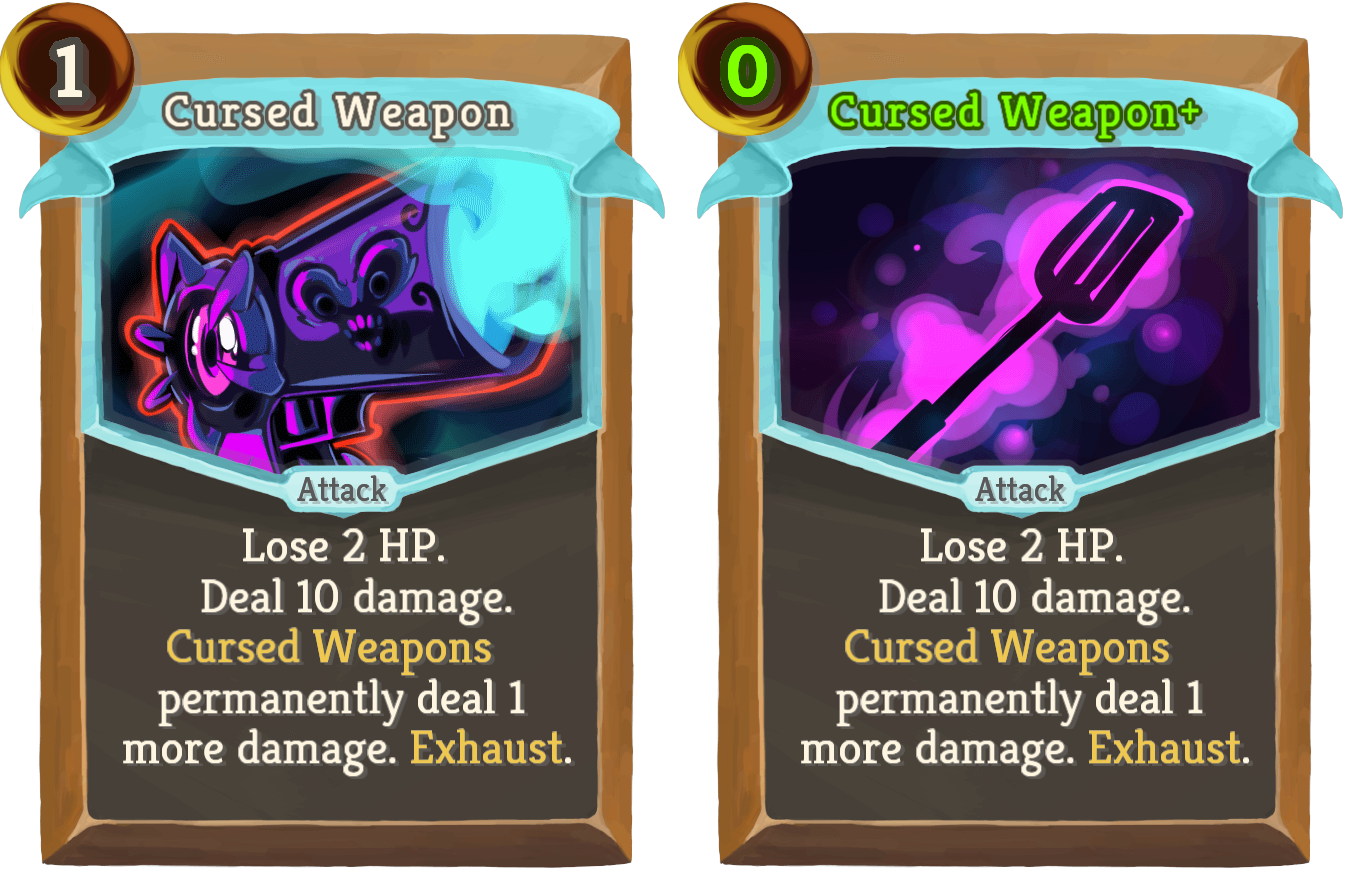 1
Cursed Weapon
Attack
Lose 2 HP.
Deal 10 damage.
Cursed Weapons
permanently deal 1
more damage. Exhaust.
0
Cursed Weapon+
Attack
Lose 2 HP.
Deal 10 damage.
Cursed Weapons
permanently deal 1
more damage. Exhaust.